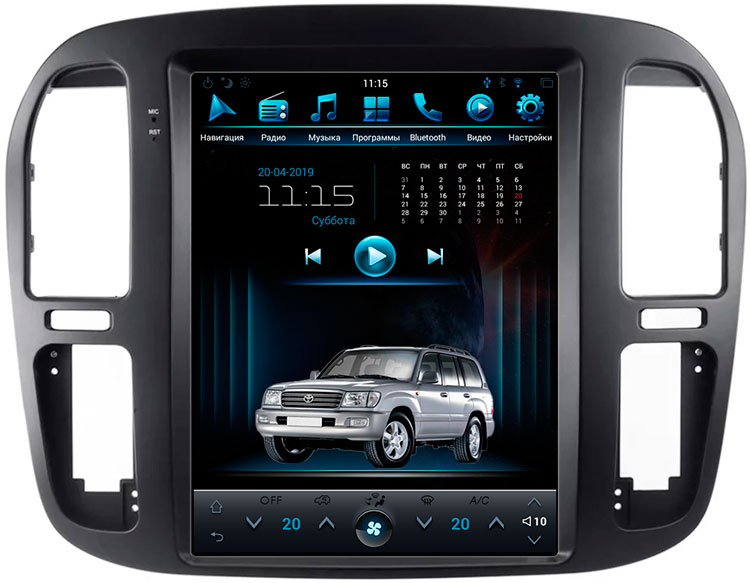 11:15
MIC
RST
Навигация Радио Музыка Программы Bluetooth Видео Настройки
20-04-2019
11:15
Суббота
ВС ПН ВТ СР ЧТ ПТ СБ
31 1 2 3 4 5 6
7 8 9 10 11 12 13
14 15 16 17 18 19 20
21 22 23 24 25 26 27
28 29 30 1 2 3 4
5 6 7 8 9 10 11
OFF A/C
20 20 10